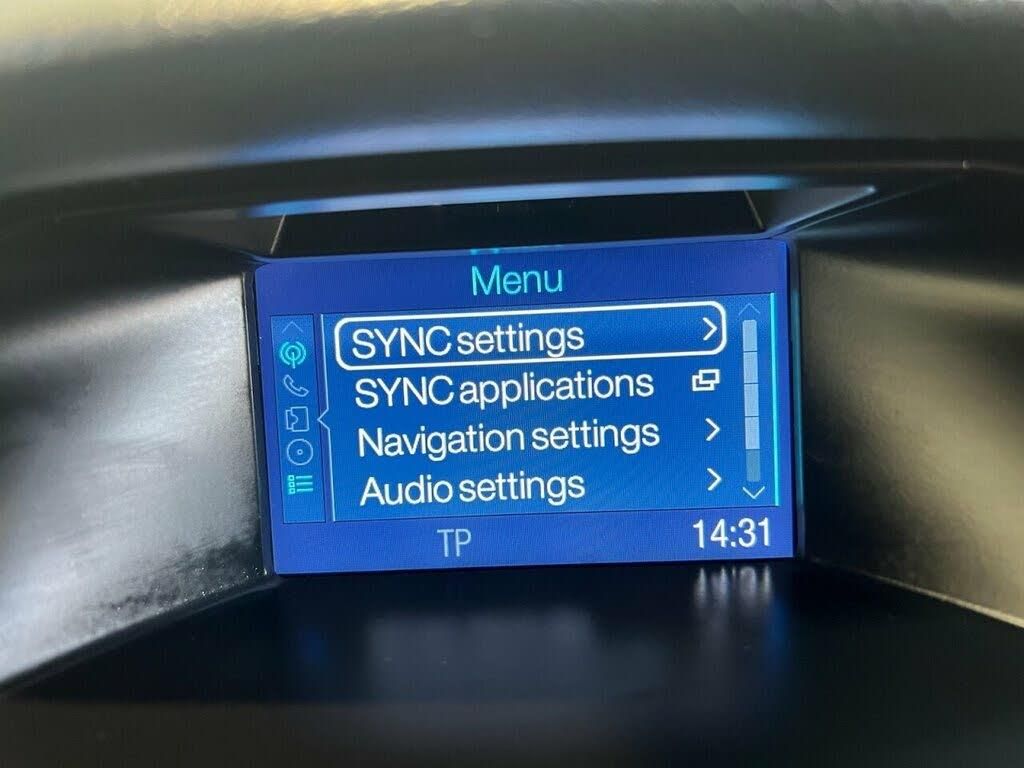 Menu
SYNC settings
SYNC applications
Navigation settings
Audio settings
TP 14:31